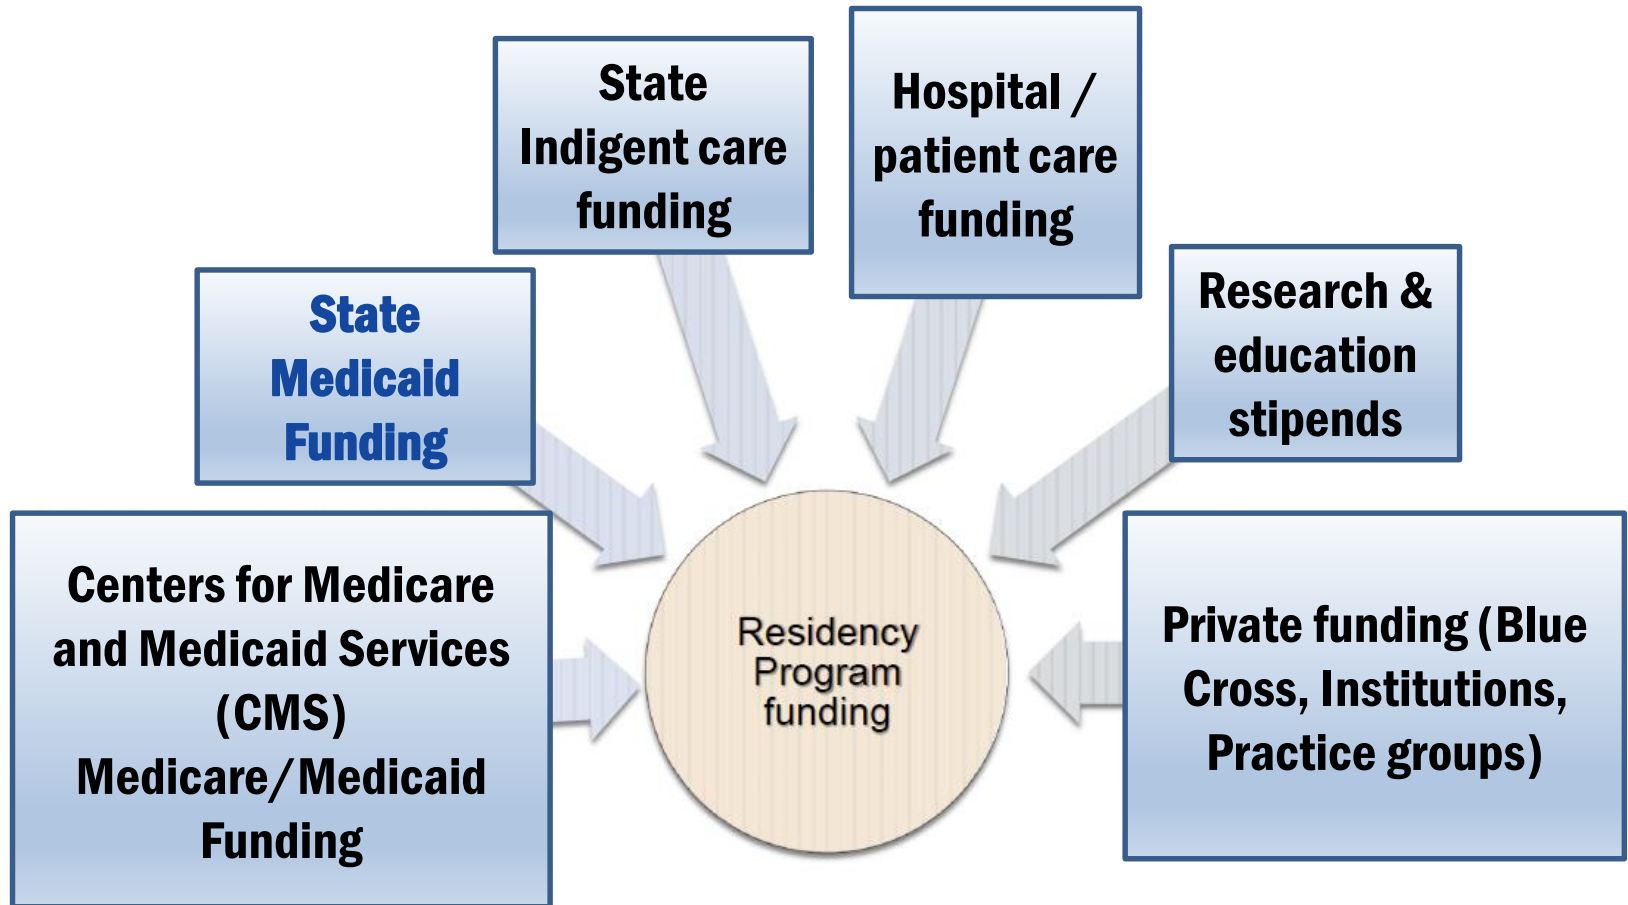 State
Indigent care
funding
Hospital /
patient care
funding
State
Medicaid
Funding
Research &
education
stipends
Centers for Medicare
and Medicaid Services
(CMS)
Medicare/Medicaid
Funding
Residency
Program
funding
Private funding (Blue
Cross, Institutions,
Practice groups)